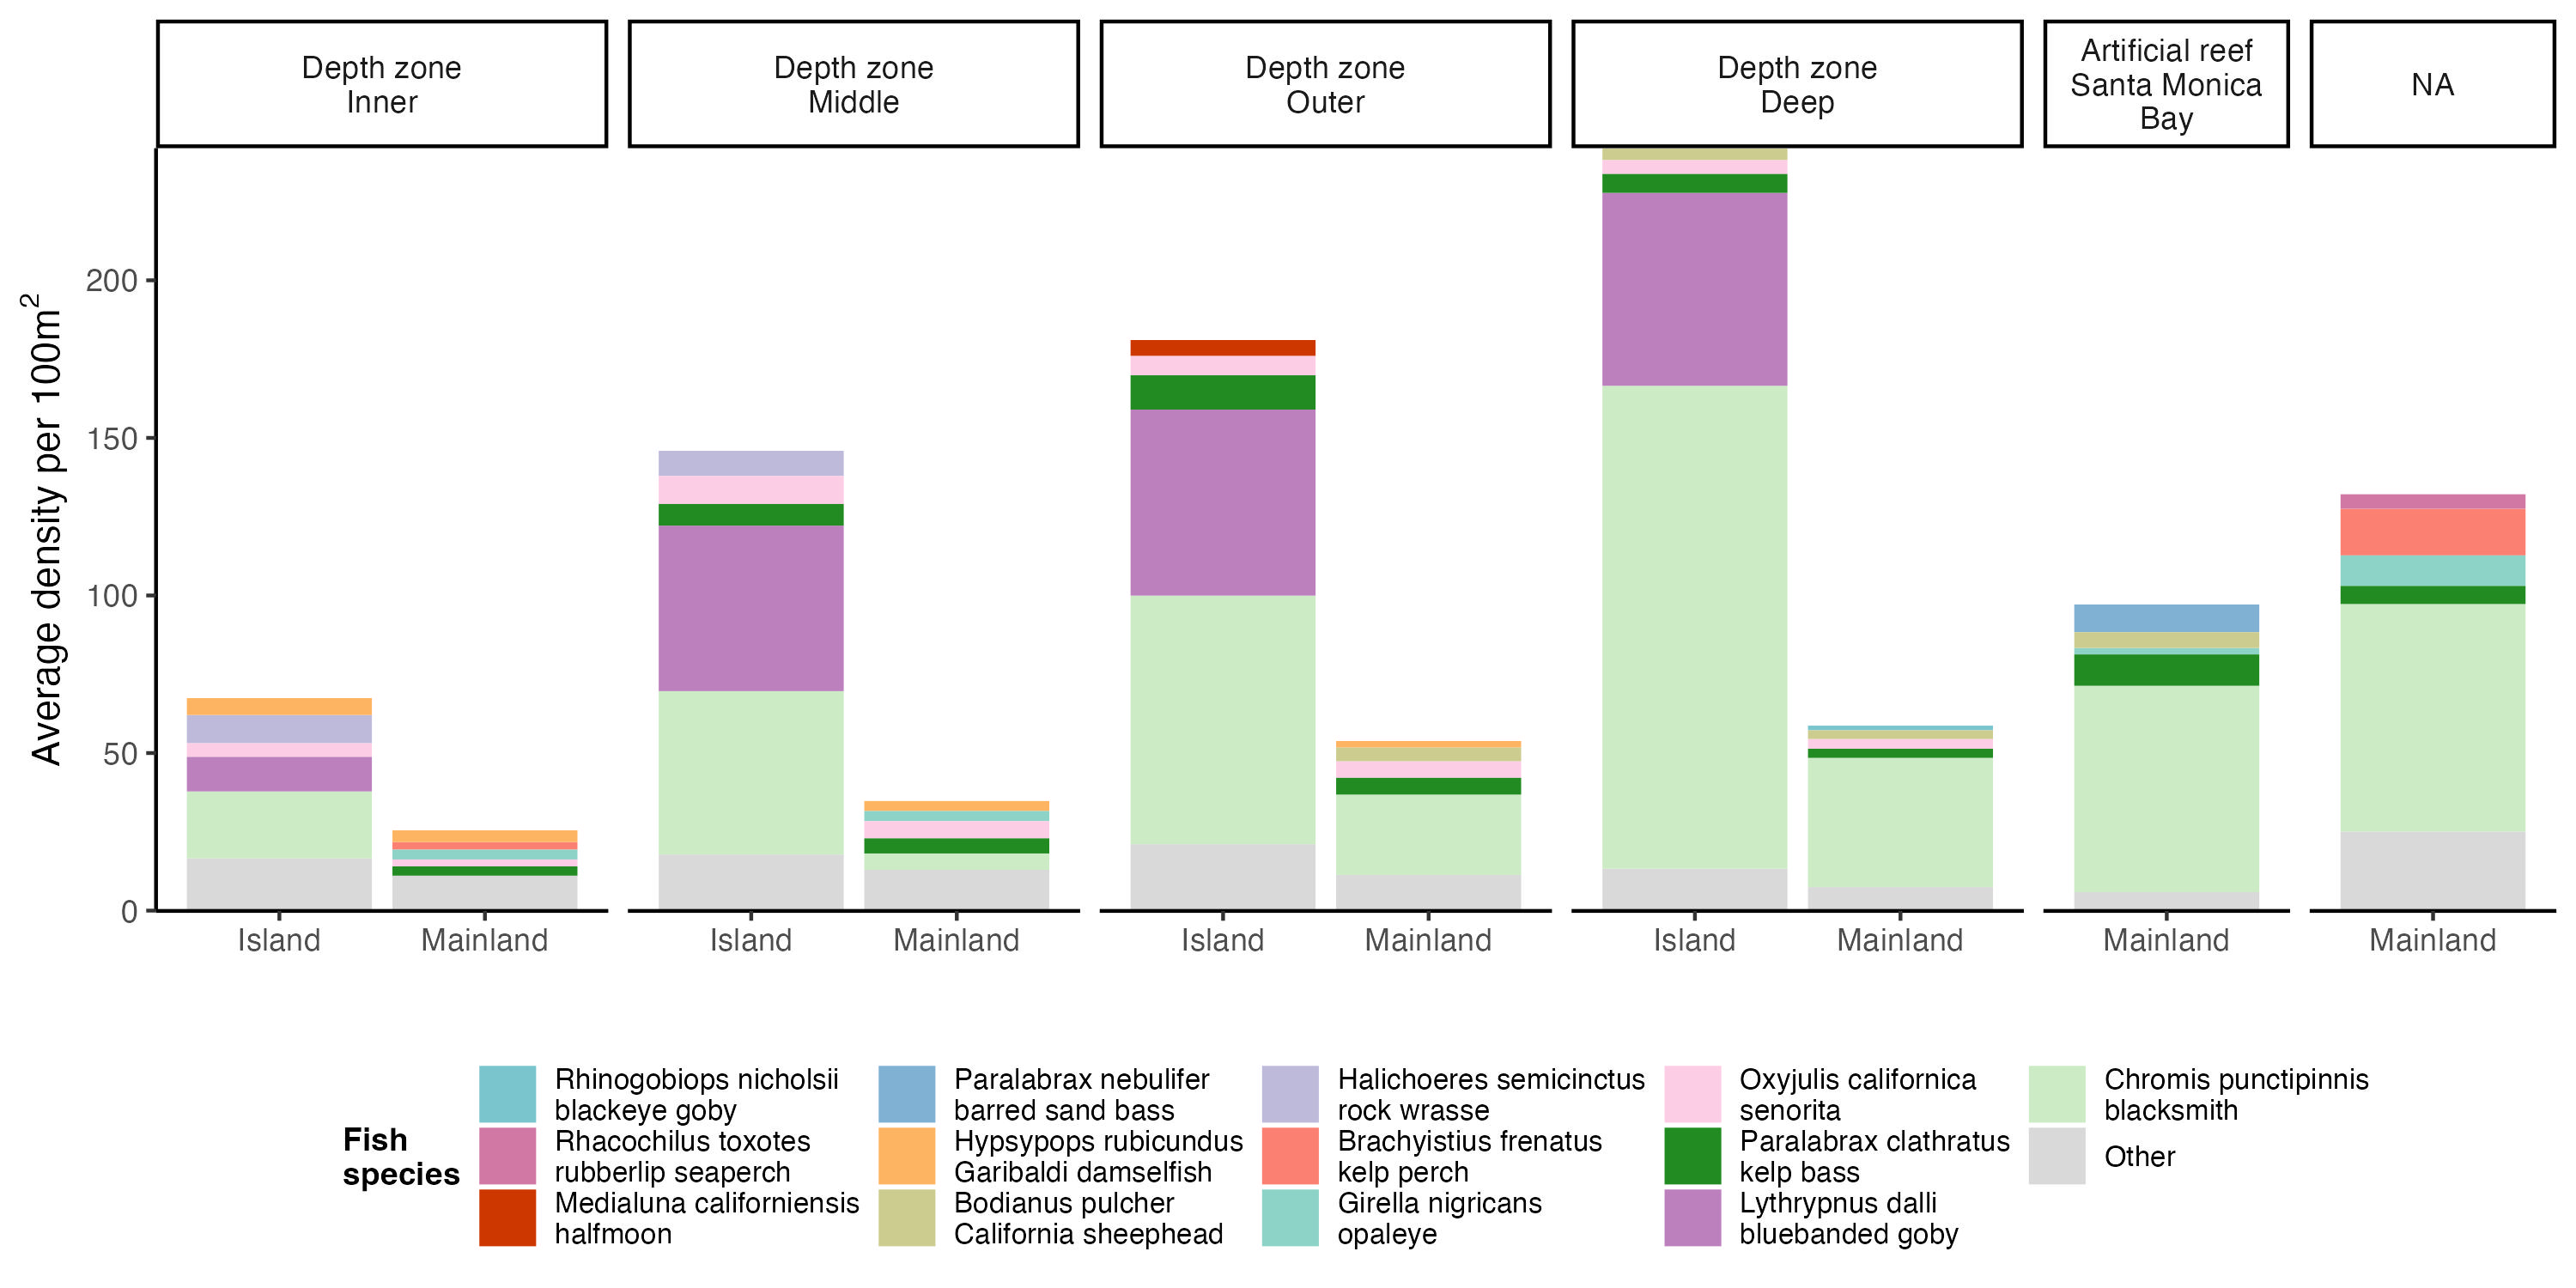 Depth zone
Inner
Depth zone
Middle
Depth zone
Outer
Depth zone
Deep
Artificial reef
Santa Monica
Bay
NA
Average density per 100m²
200
150
100
50
0
Island
Mainland
Island
Mainland
Island
Mainland
Island
Mainland
Mainland
Mainland
Fish
species
Rhinogobiops nicholsii
blackeye goby
Rhacochilus toxotes
rubberlip seaperch
Medialuna californiensis
halfmoon
Paralabrax nebulifer
barred sand bass
Hypsypops rubicundus
Garibaldi damselfish
Bodianus pulcher
California sheephead
Halichoeres semicinctus
rock wrasse
Brachyistius frenatus
kelp perch
Girella nigricans
opaleye
Oxyjulis californica
senorita
Paralabrax clathratus
kelp bass
Lythrypnus dalli
bluebanded goby
Chromis punctipinnis
blacksmith
Other